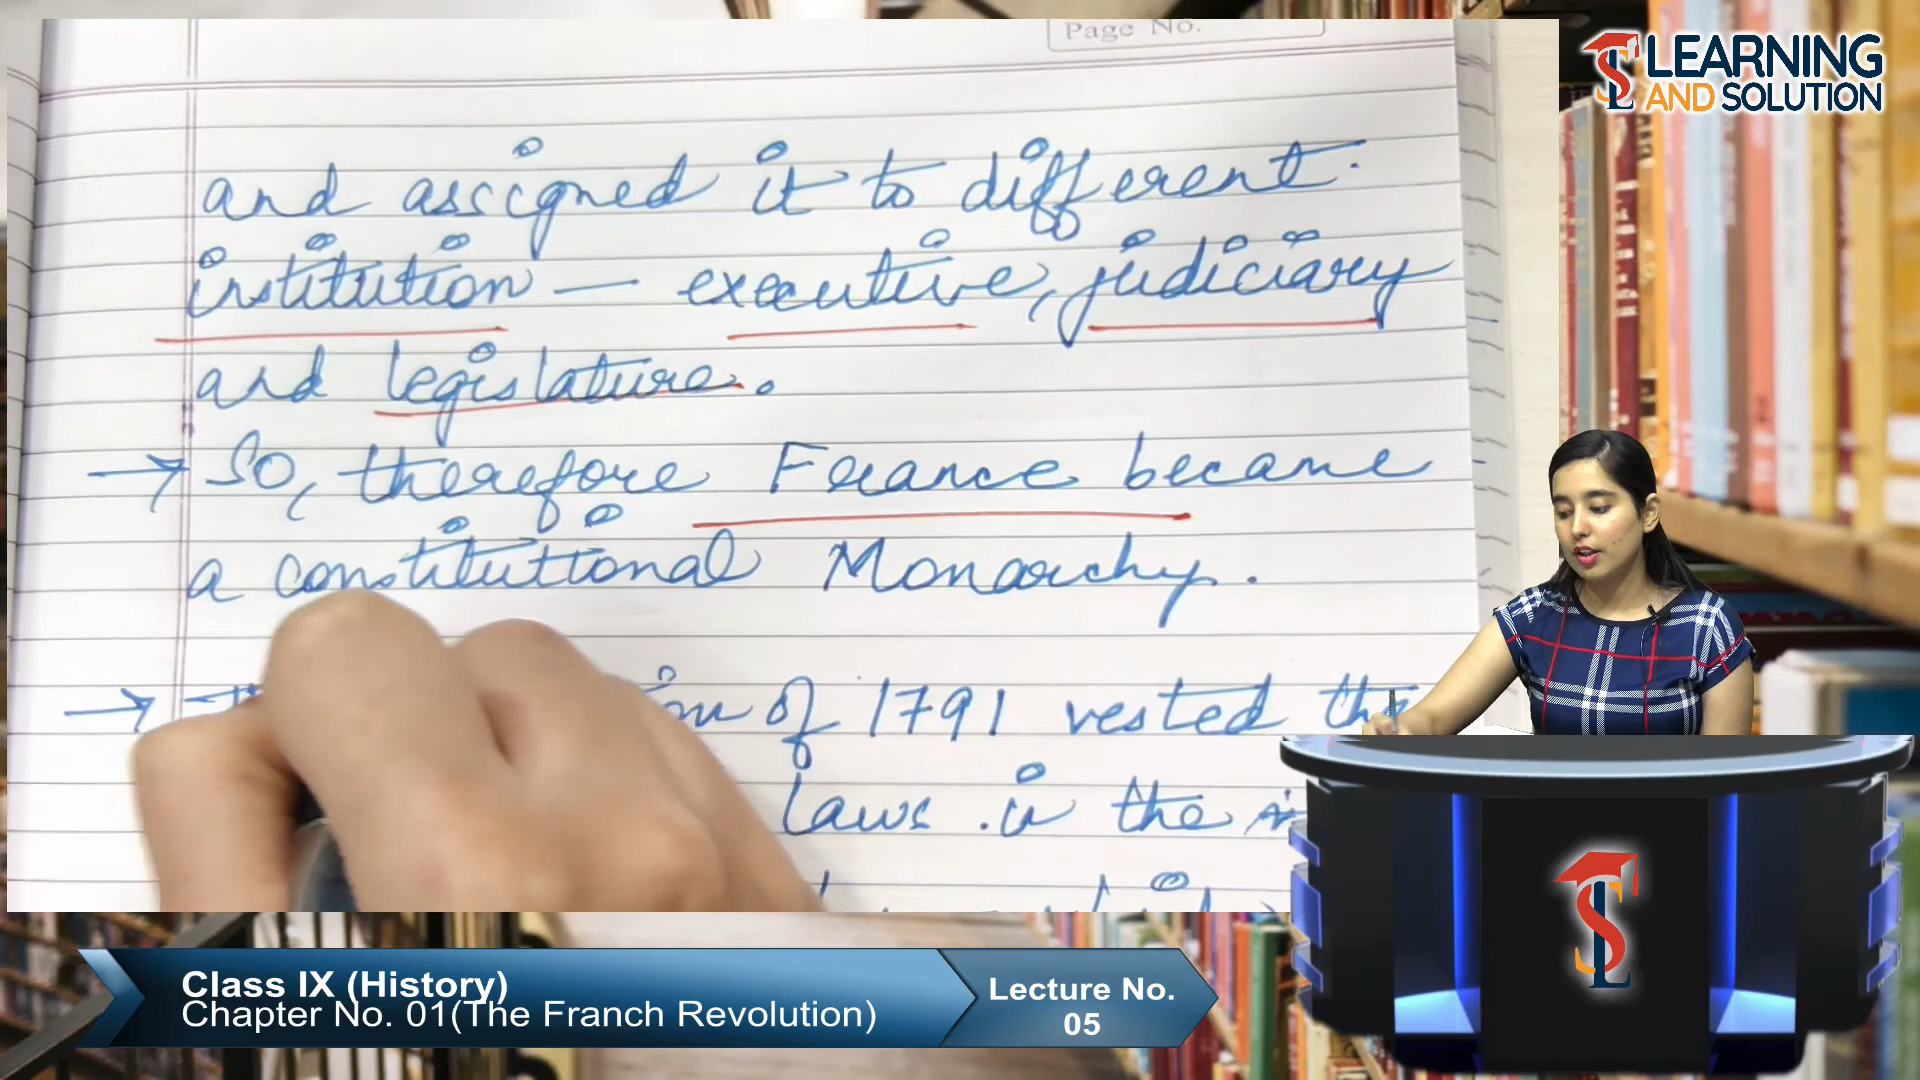 Page No.
LEARNING
AND SOLUTION
and assigned it to different.
institution — executive, judiciary
and legislature.
→ SO, therefore France became
a constitutional Monarchy.
→ of 1791 vested the
laws in the
Class IX (History)
Chapter No. 01(The Franch Revolution)
Lecture No.
05